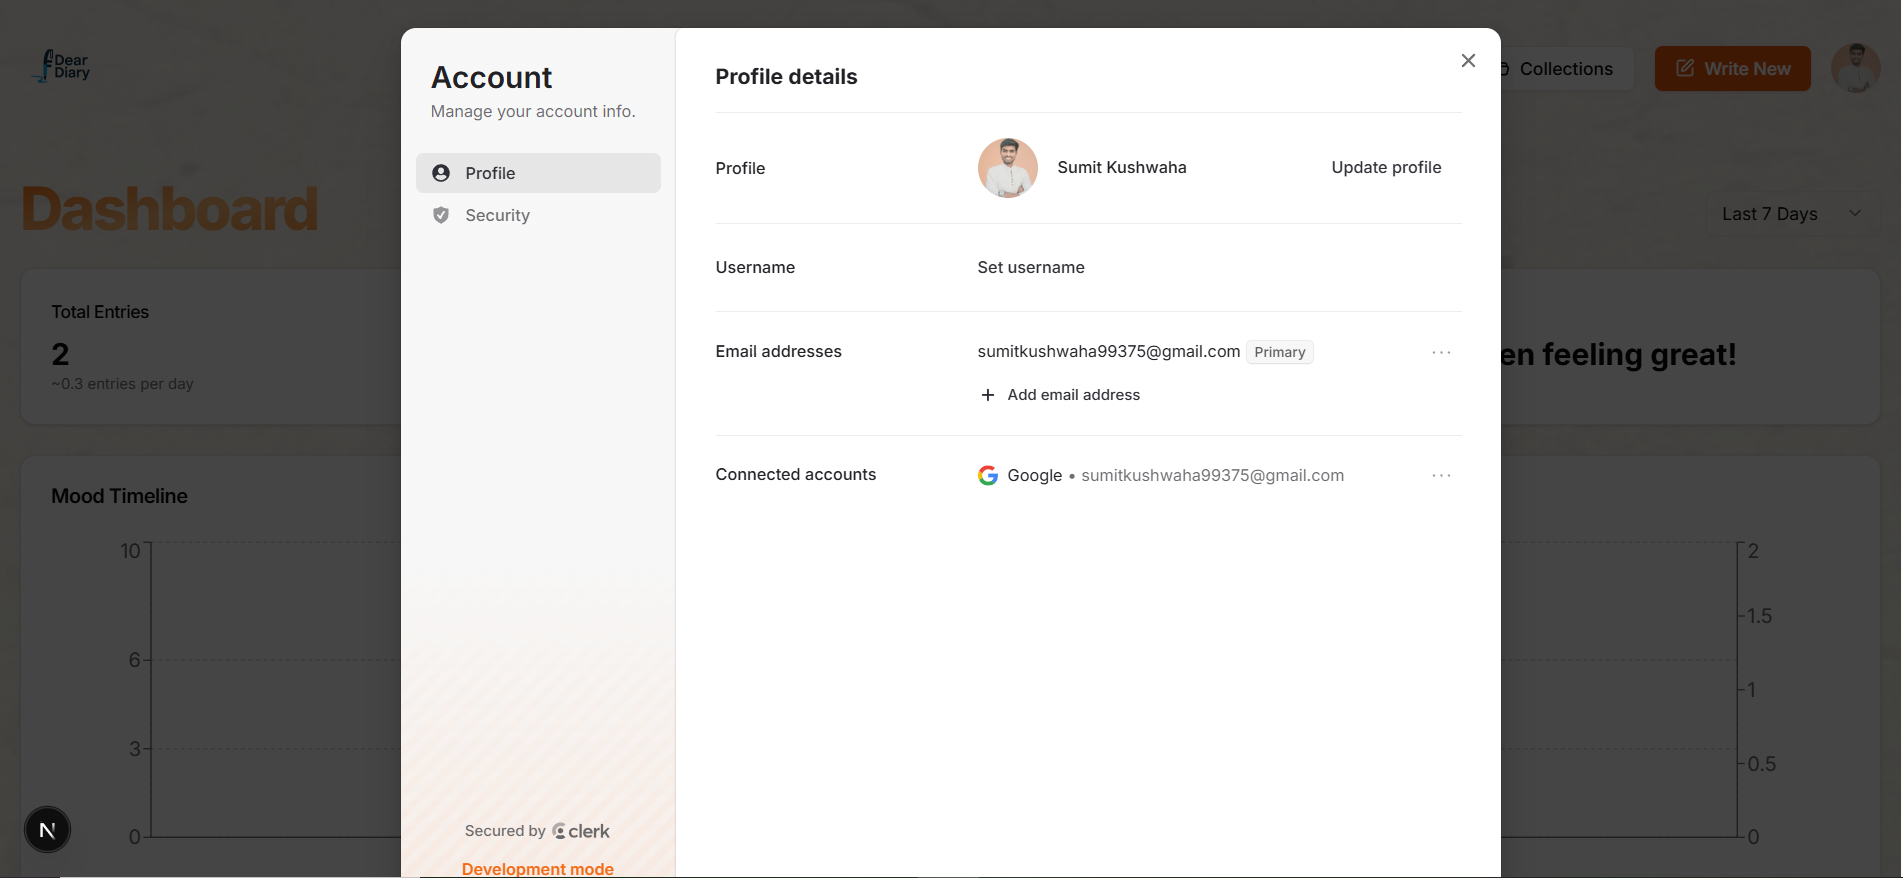 Dear
Diary
Collections
Write New
Dashboard
Last 7 Days
Total Entries
2
~0.3 entries per day
en feeling great!
Mood Timeline
10
6
3
0
2
1.5
1
0.5
0
N
Account
Manage your account info.
Profile
Security
Secured by clerk
Development mode
Profile details
Profile
Sumit Kushwaha
Update profile
Username
Set username
Email addresses
sumitkushwaha99375@gmail.com Primary
Add email address
Connected accounts
Google • sumitkushwaha99375@gmail.com